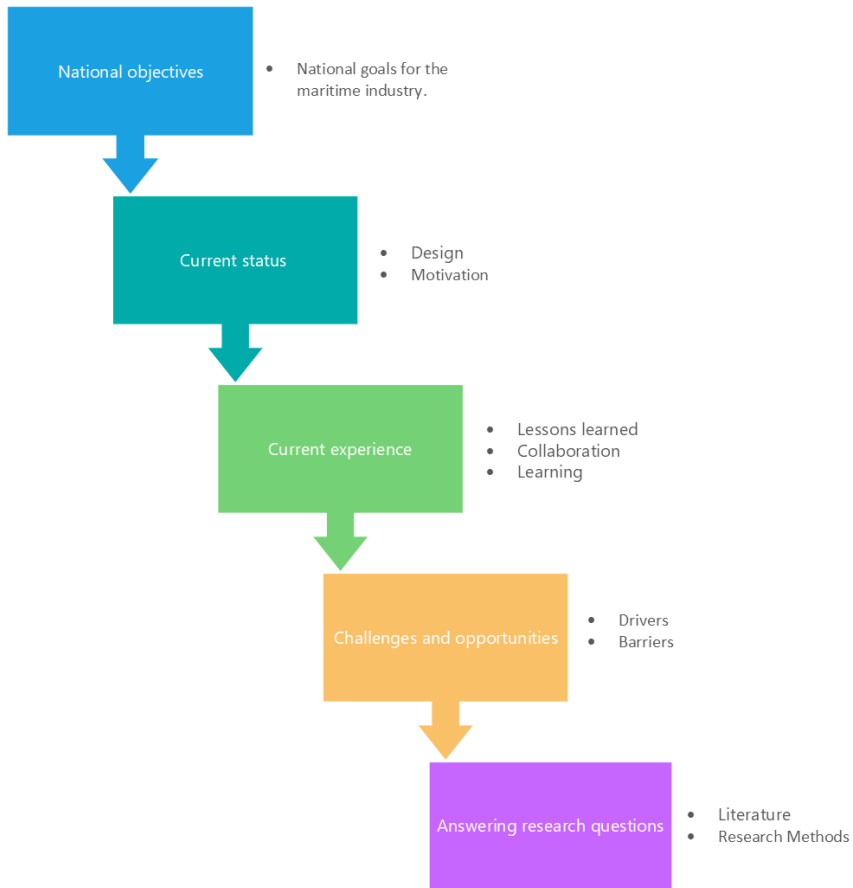 National objectives
• National goals for the
maritime industry.
Current status
• Design
• Motivation
Current experience
• Lessons learned
• Collaboration
• Learning
Challenges and opportunities
• Drivers
• Barriers
Answering research questions
• Literature
• Research Methods